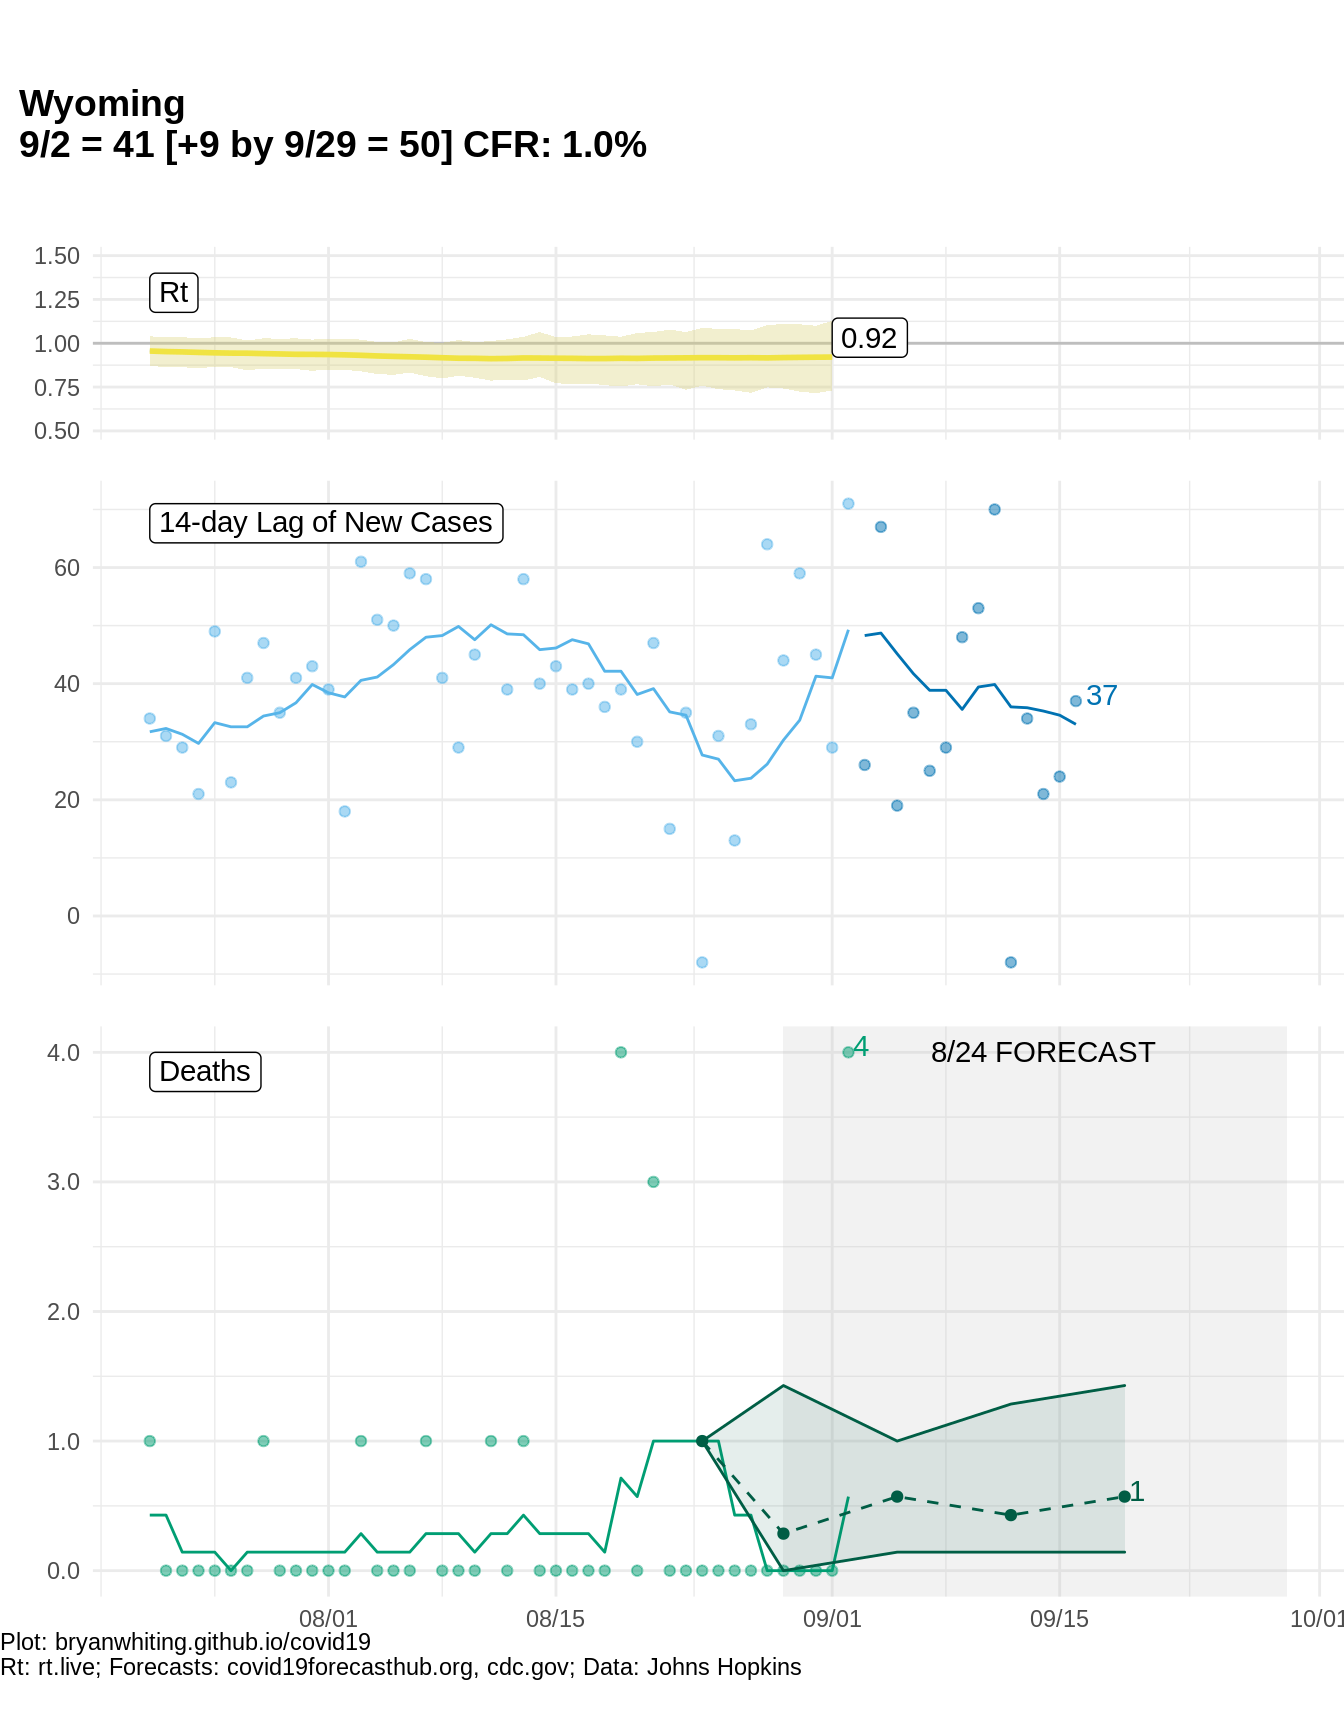 Wyoming
9/2 = 41 [+9 by 9/29 = 50] CFR: 1.0%
1.50
Rt
1.25
1.00
0.92
0.75
0.50
14-day Lag of New Cases
60
40
37
20
0
4.0
4
8/24 FORECAST
Deaths
3.0
2.0
1.0
1
0.0
08/01 08/15 09/01 09/15 10/01
Plot: bryanwhiting.github.io/covid19
Rt: rt.live; Forecasts: covid19forecasthub.org, cdc.gov; Data: Johns Hopkins